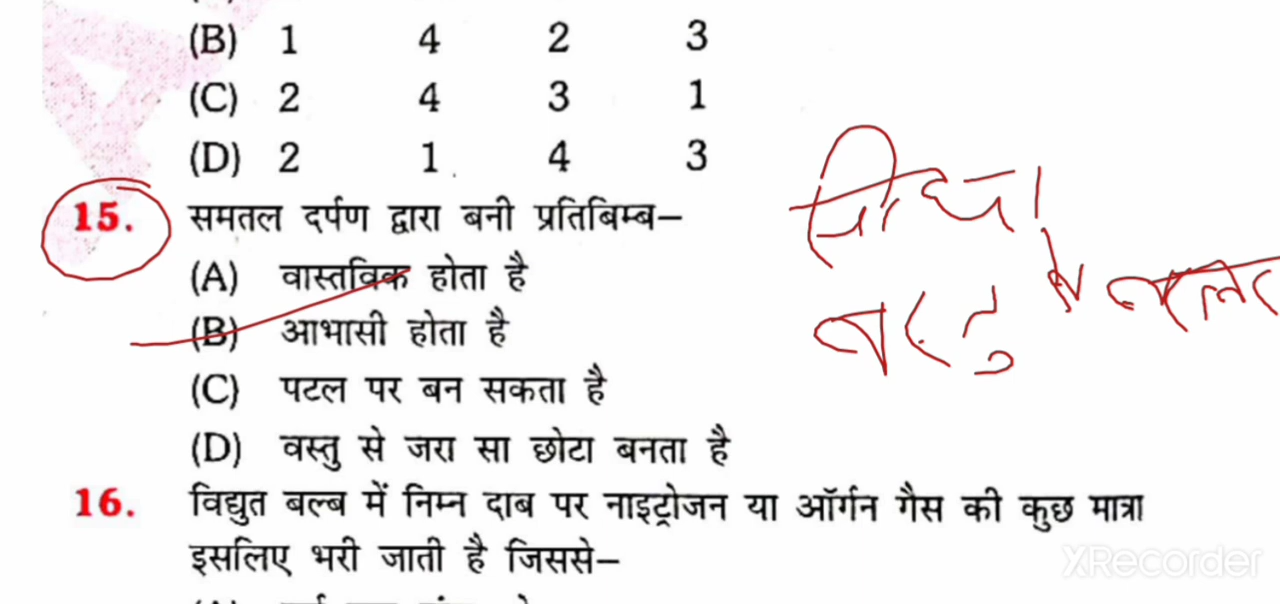 (B) 1 4 2 3
(C) 2 4 3 1
(D) 2 1 4 3
15. समतल दर्पण द्वारा बनी प्रतिबिम्ब–
(A) वास्तविक होता है
(B) आभासी होता है
(C) पटल पर बन सकता है
(D) वस्तु से जरा सा छोटा बनता है
सीधा
वस्तु
16. विद्युत बल्ब में निम्न दाब पर नाइट्रोजन या ऑर्गन गैस की कुछ मात्रा
इसलिए भरी जाती है जिससे–
XRecorder